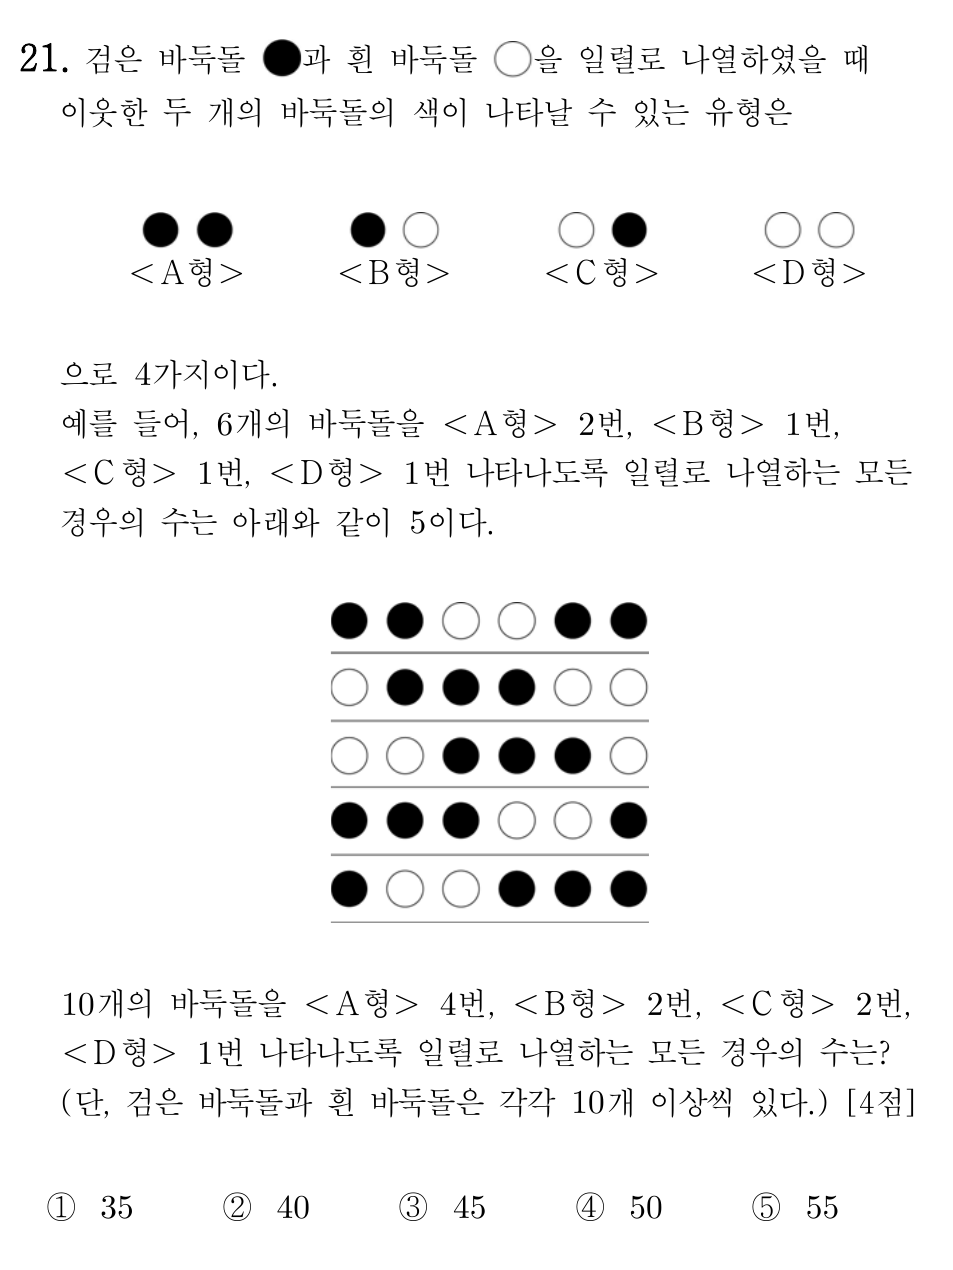 21. 검은 바둑돌 ●과 흰 바둑돌 ○을 일렬로 나열하였을 때
이웃한 두 개의 바둑돌의 색이 나타날 수 있는 유형은
<A형> <B형> <C형> <D형>
으로 4가지이다.
예를 들어, 6개의 바둑돌을 <A형> 2번, <B형> 1번,
<C형> 1번, <D형> 1번 나타나도록 일렬로 나열하는 모든
경우의 수는 아래와 같이 5이다.
10개의 바둑돌을 <A형> 4번, <B형> 2번, <C형> 2번,
<D형> 1번 나타나도록 일렬로 나열하는 모든 경우의 수는?
(단, 검은 바둑돌과 흰 바둑돌은 각각 10개 이상씩 있다.) [4점]
① 35 ② 40 ③ 45 ④ 50 ⑤ 55